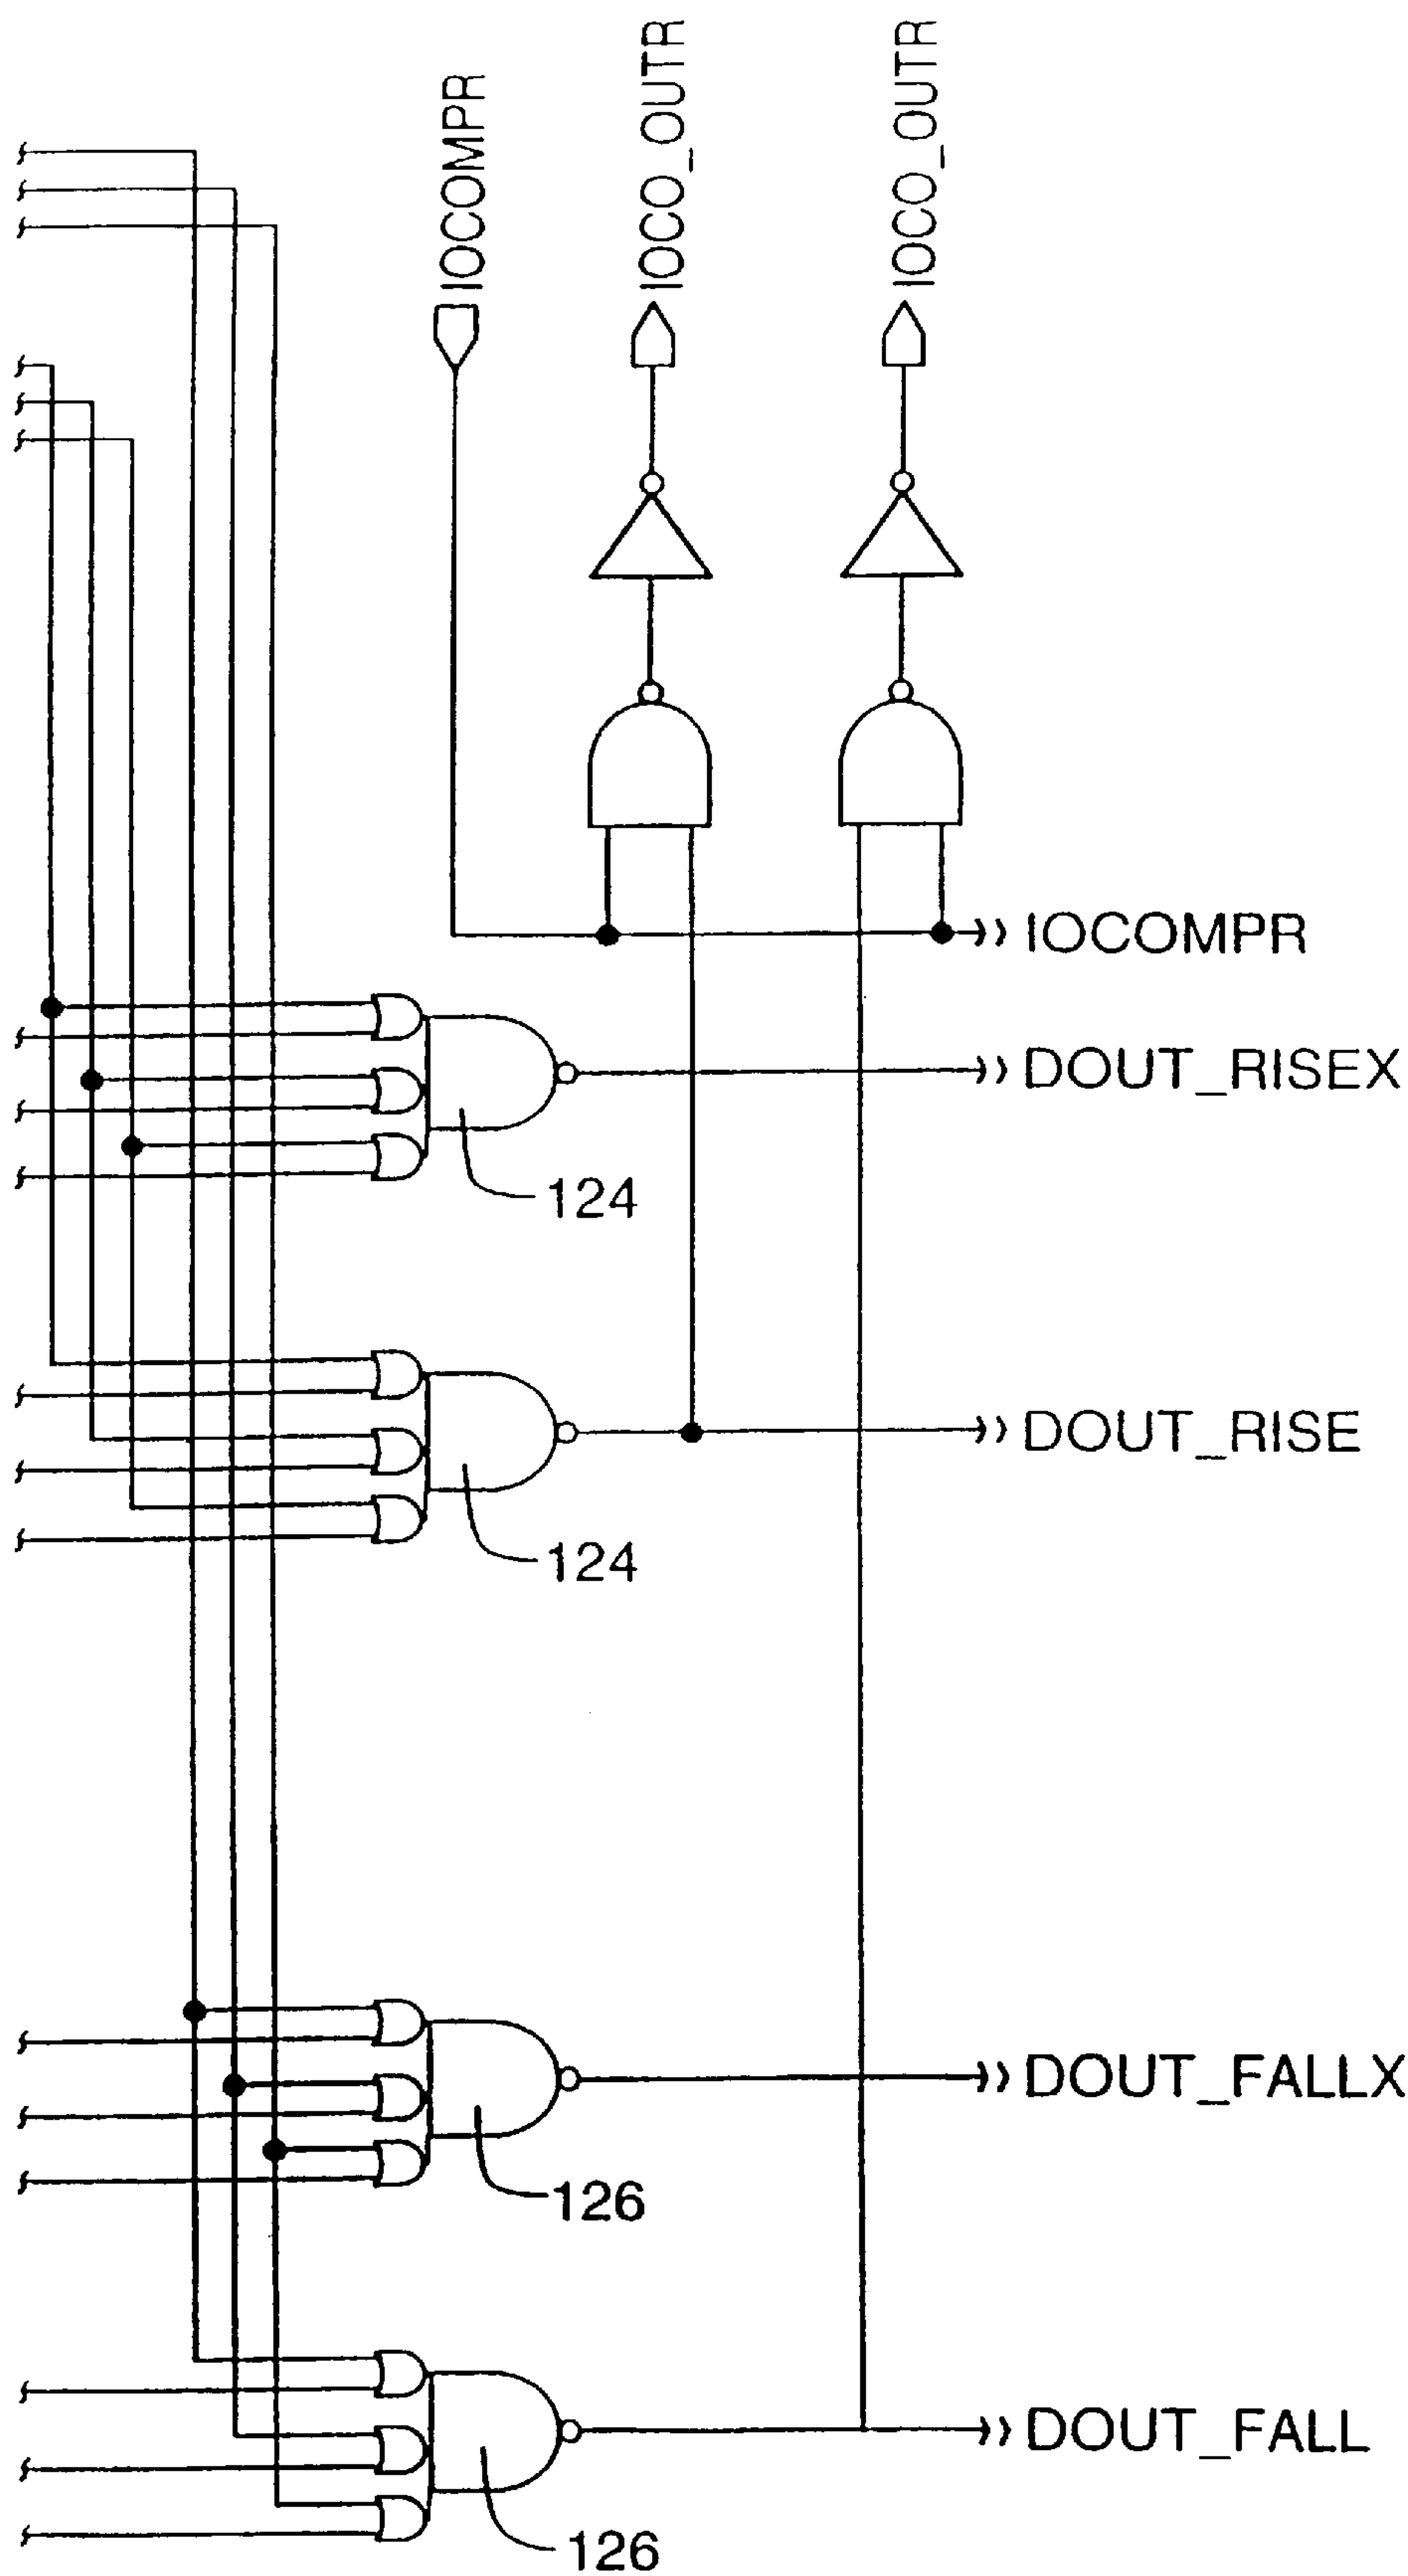 IOCOMPR
IOCO_OUTR
IOCO_OUTR
IOCOMPR
DOUT_RISEX
124
DOUT_RISE
124
DOUT_FALLX
126
DOUT_FALL
126